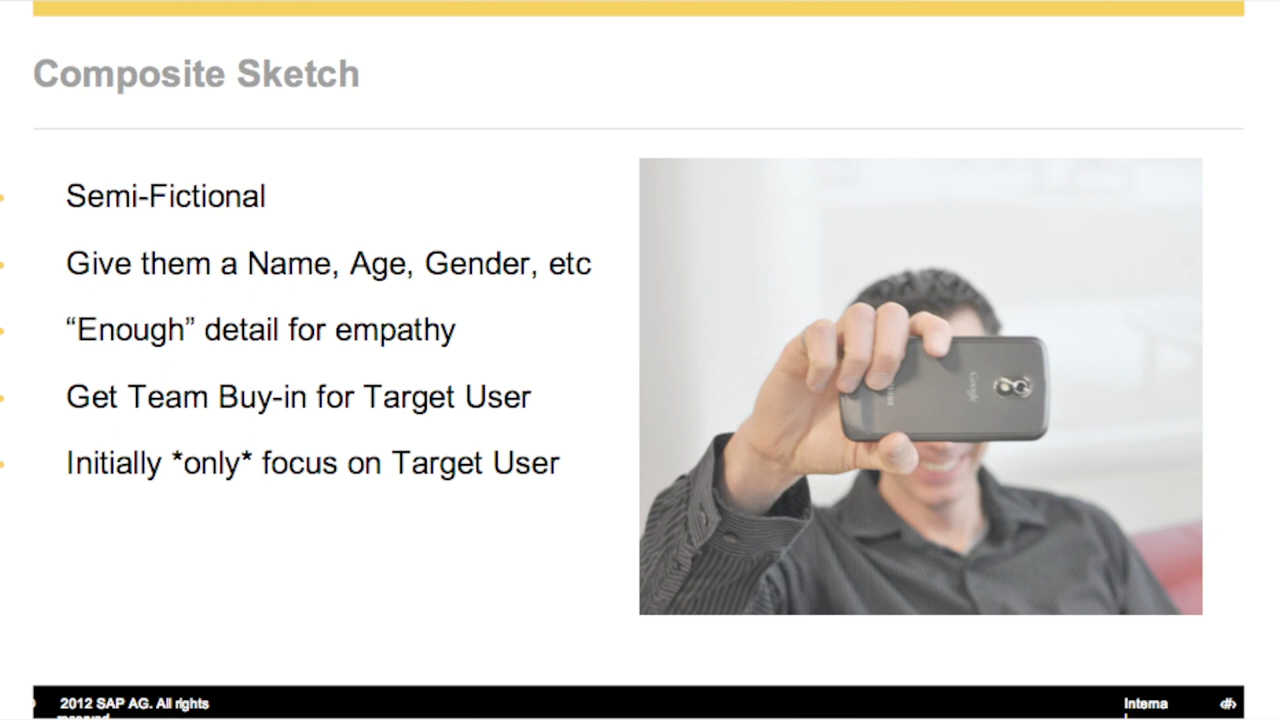 Composite Sketch
Semi-Fictional
Give them a Name, Age, Gender, etc
“Enough” detail for empathy
Get Team Buy-in for Target User
Initially *only* focus on Target User
Google
2012 SAP AG. All rights
reserved
Interna
l
‹#›